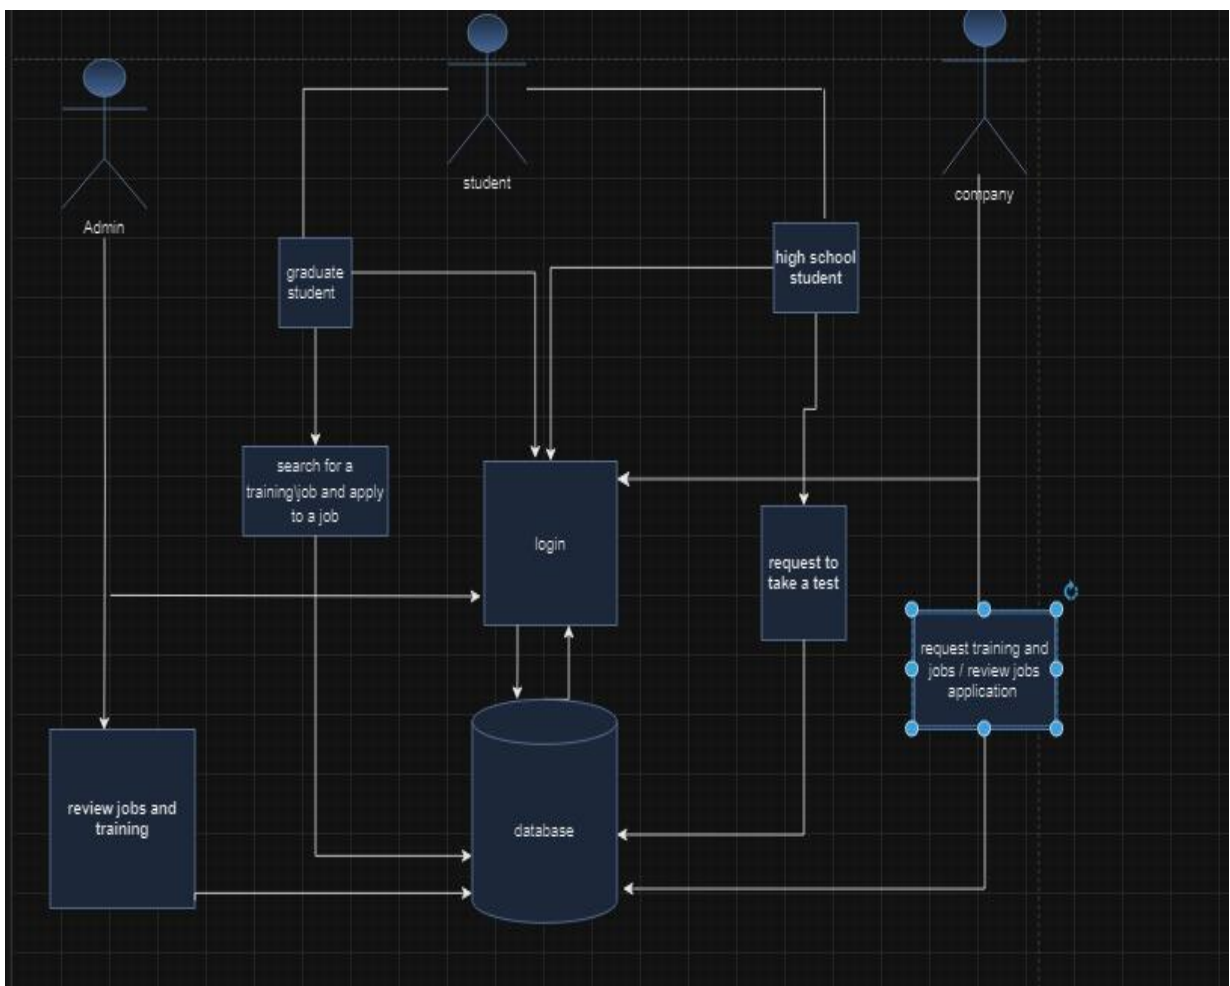 student
company
Admin
high school
student
graduate
student
search for a
training\job and apply
to a job
login
request to
take a test
request training and
jobs / review jobs
application
review jobs and
training
database